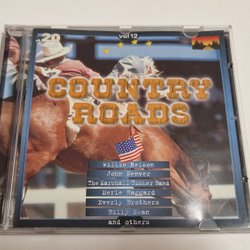 20
vol 12
COUNTRY
ROADS
Willie Nelson
John Denver
The Marshall Tucker Band
Merle Haggard
Everly Brothers
Billy Swan
and others